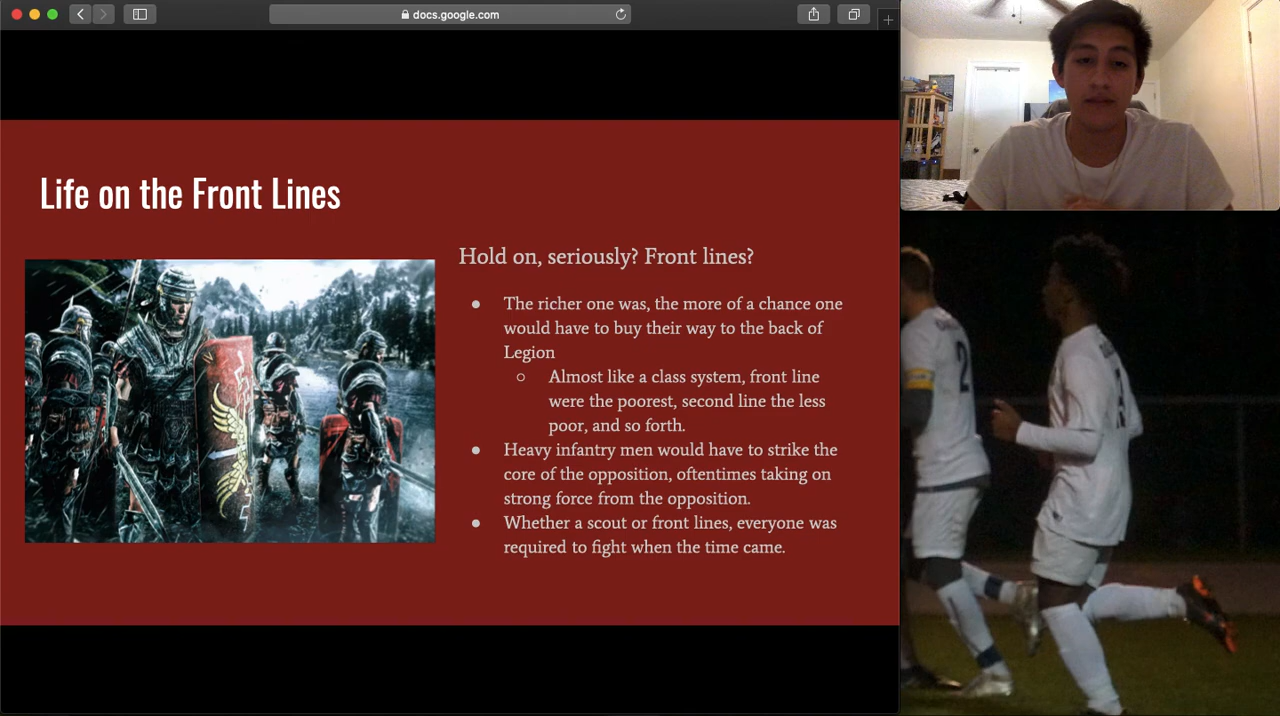 docs.google.com
Life on the Front Lines
Hold on, seriously? Front lines?
● The richer one was, the more of a chance one
would have to buy their way to the back of
Legion
○ Almost like a class system, front line
were the poorest, second line the less
poor, and so forth.
● Heavy infantry men would have to strike the
core of the opposition, oftentimes taking on
strong force from the opposition.
● Whether a scout or front lines, everyone was
required to fight when the time came.
2